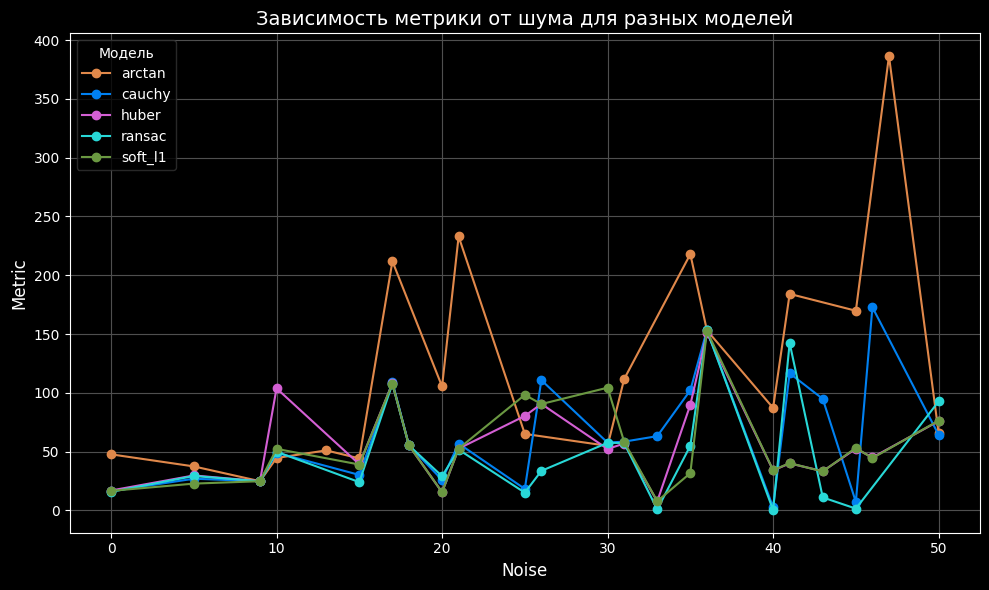 Зависимость метрики от шума для разных моделей
Модель
arctan
cauchy
huber
ransac
soft_l1
Metric
400
350
300
250
200
150
100
50
0
0 10 20 30 40 50
Noise